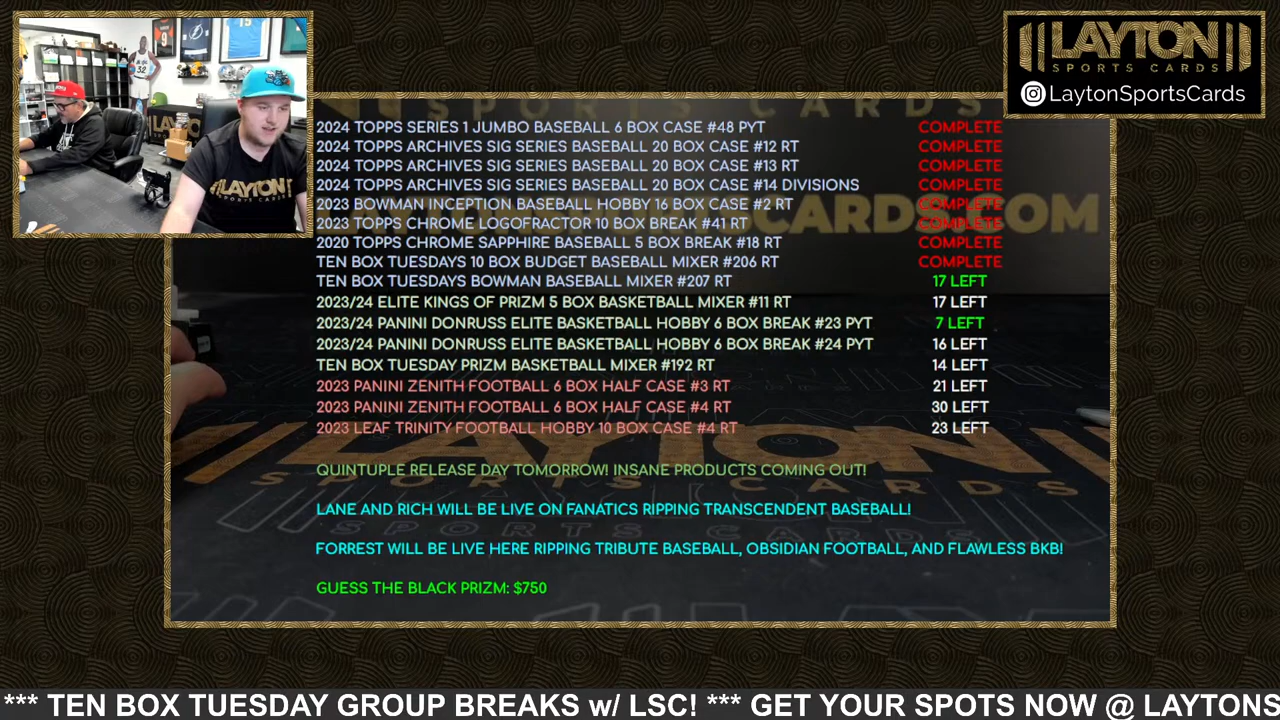 LAYTON
SPORTS CARDS
LaytonSportsCards
SPORTS CARDS
2024 TOPPS SERIES 1 JUMBO BASEBALL 6 BOX CASE #48 PYT COMPLETE
2024 TOPPS ARCHIVES SIG SERIES BASEBALL 20 BOX CASE #12 RT COMPLETE
2024 TOPPS ARCHIVES SIG SERIES BASEBALL 20 BOX CASE #13 RT COMPLETE
2024 TOPPS ARCHIVES SIG SERIES BASEBALL 20 BOX CASE #14 DIVISIONS COMPLETE
2023 BOWMAN INCEPTION BASEBALL HOBBY 16 BOX CASE #2 RT COMPLETE
2023 TOPPS CHROME LOGOFRACTOR 10 BOX BREAK #41 RT COMPLETE
2020 TOPPS CHROME SAPPHIRE BASEBALL 5 BOX BREAK #18 RT COMPLETE
TEN BOX TUESDAYS 10 BOX BUDGET BASEBALL MIXER #206 RT COMPLETE
TEN BOX TUESDAYS BOWMAN BASEBALL MIXER #207 RT 17 LEFT
2023/24 ELITE KINGS OF PRIZM 5 BOX BASKETBALL MIXER #11 RT 17 LEFT
2023/24 PANINI DONRUSS ELITE BASKETBALL HOBBY 6 BOX BREAK #23 PYT 7 LEFT
2023/24 PANINI DONRUSS ELITE BASKETBALL HOBBY 6 BOX BREAK #24 PYT 16 LEFT
TEN BOX TUESDAY PRIZM BASKETBALL MIXER #192 RT 14 LEFT
2023 PANINI ZENITH FOOTBALL 6 BOX HALF CASE #3 RT 21 LEFT
2023 PANINI ZENITH FOOTBALL 6 BOX HALF CASE #4 RT 30 LEFT
2023 LEAF TRINITY FOOTBALL HOBBY 10 BOX CASE #4 RT 23 LEFT
QUINTUPLE RELEASE DAY TOMORROW! INSANE PRODUCTS COMING OUT!
LANE AND RICH WILL BE LIVE ON FANATICS RIPPING TRANSCENDENT BASEBALL!
FORREST WILL BE LIVE HERE RIPPING TRIBUTE BASEBALL, OBSIDIAN FOOTBALL, AND FLAWLESS BKB!
GUESS THE BLACK PRIZM: $750
*** TEN BOX TUESDAY GROUP BREAKS w/ LSC! *** GET YOUR SPOTS NOW @ LAYTONS